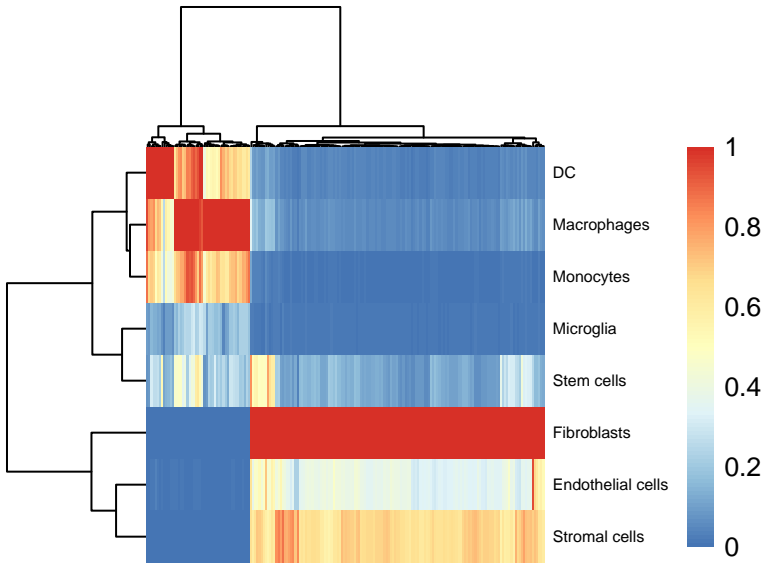 DC
Macrophages
Monocytes
Microglia
Stem cells
Fibroblasts
Endothelial cells
Stromal cells
1
0.8
0.6
0.4
0.2
0